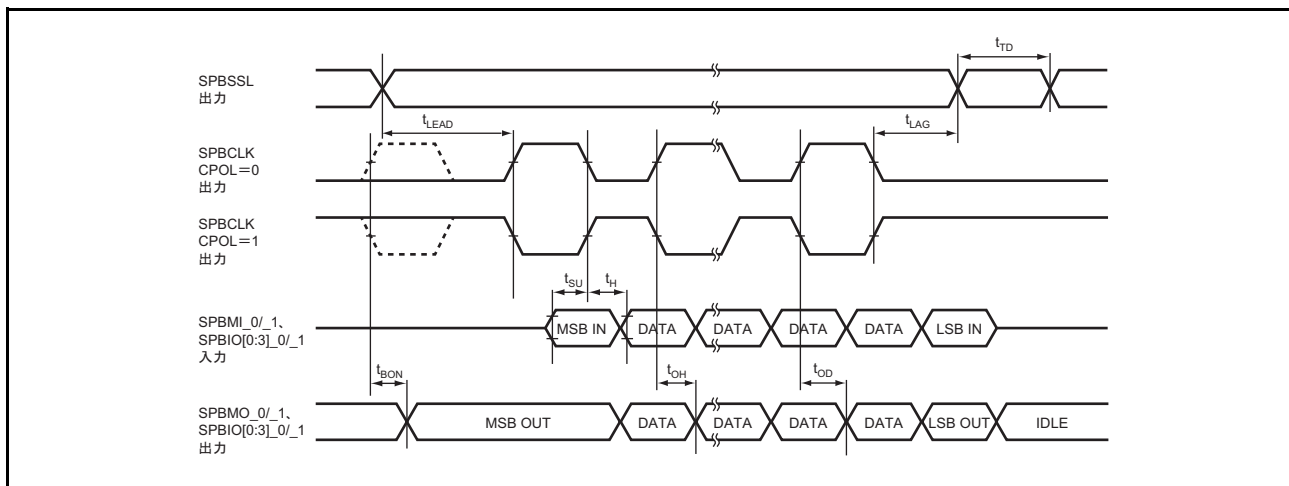 SPBSSL
出力
tTD
tLEAD
tLAG
SPBCLK
CPOL=0
出力
SPBCLK
CPOL=1
出力
tSU
tH
SPBMI_0/_1、
SPBIO[0:3]_0/_1
入力
MSB IN
DATA
DATA
DATA
DATA
LSB IN
tBON
tOH
tOD
SPBMO_0/_1、
SPBIO[0:3]_0/_1
出力
MSB OUT
DATA
DATA
DATA
DATA
LSB OUT
IDLE